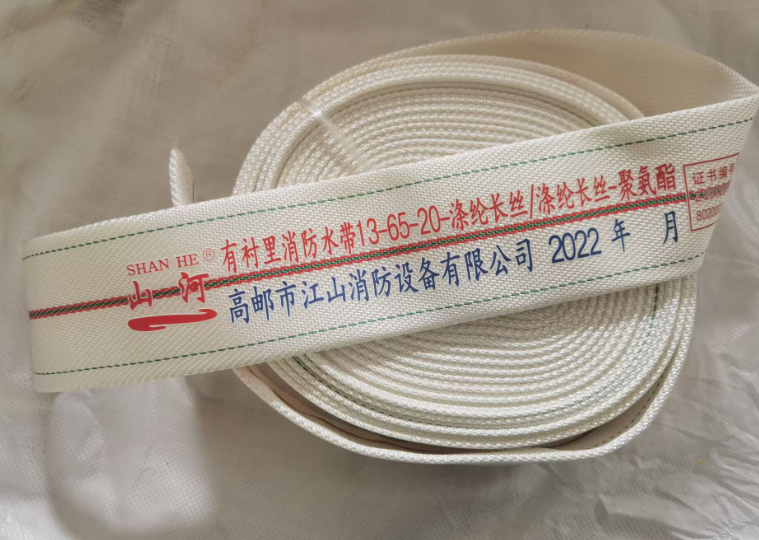 SHAN HE®
山河
有衬里消防水带13-65-20-涤纶长丝/涤纶长丝-聚氨酯
高邮市江山消防设备有限公司 2022 年 月
证书编号